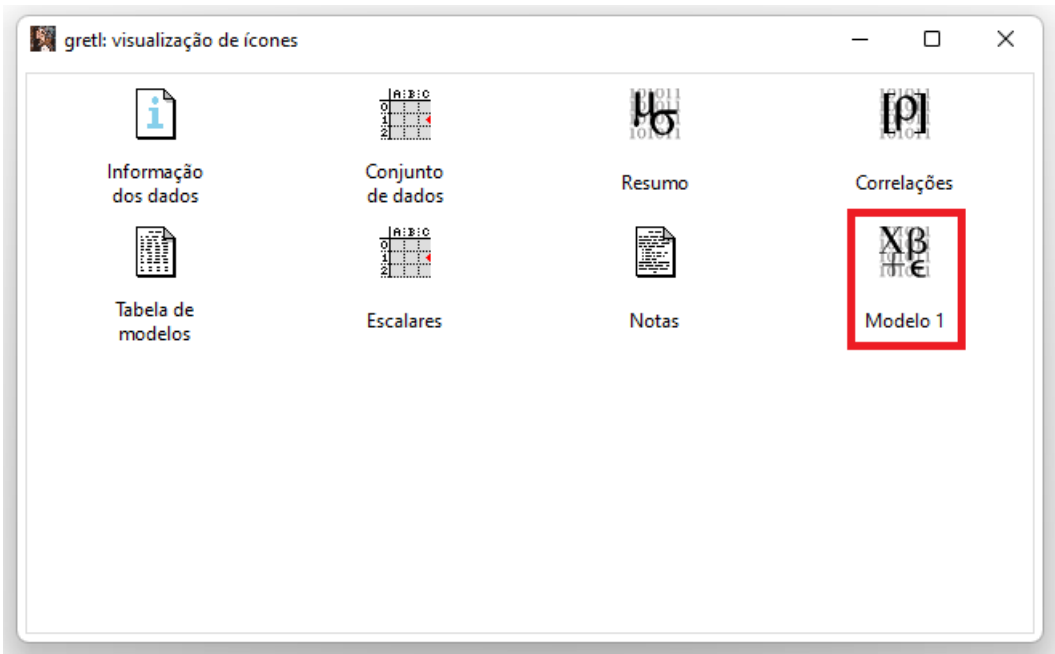 gretl: visualização de ícones
Informação
dos dados
Conjunto
de dados
Resumo
Correlações
Tabela de
modelos
Escalares
Notas
Modelo 1